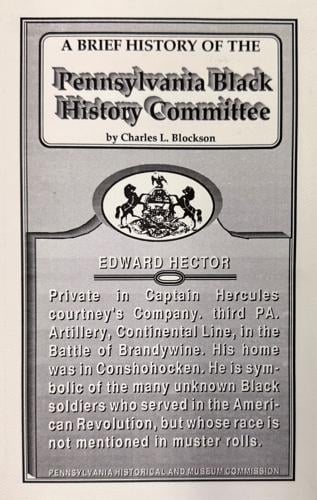 A BRIEF HISTORY OF THE
Pennsylvania Black
History Committee
by Charles L. Blockson
EDWARD HECTOR
Private in Captain Hercules
courtney's Company. third PA.
Artillery, Continental Line, in the
Battle of Brandywine. His home
was in Conshohocken. He is sym-
bolic of the many unknown Black
soldiers who served in the Ameri-
can Revolution, but whose race is
not mentioned in muster rolls.
PENNSYLVANIA HISTORICAL AND MUSEUM COMMISSION